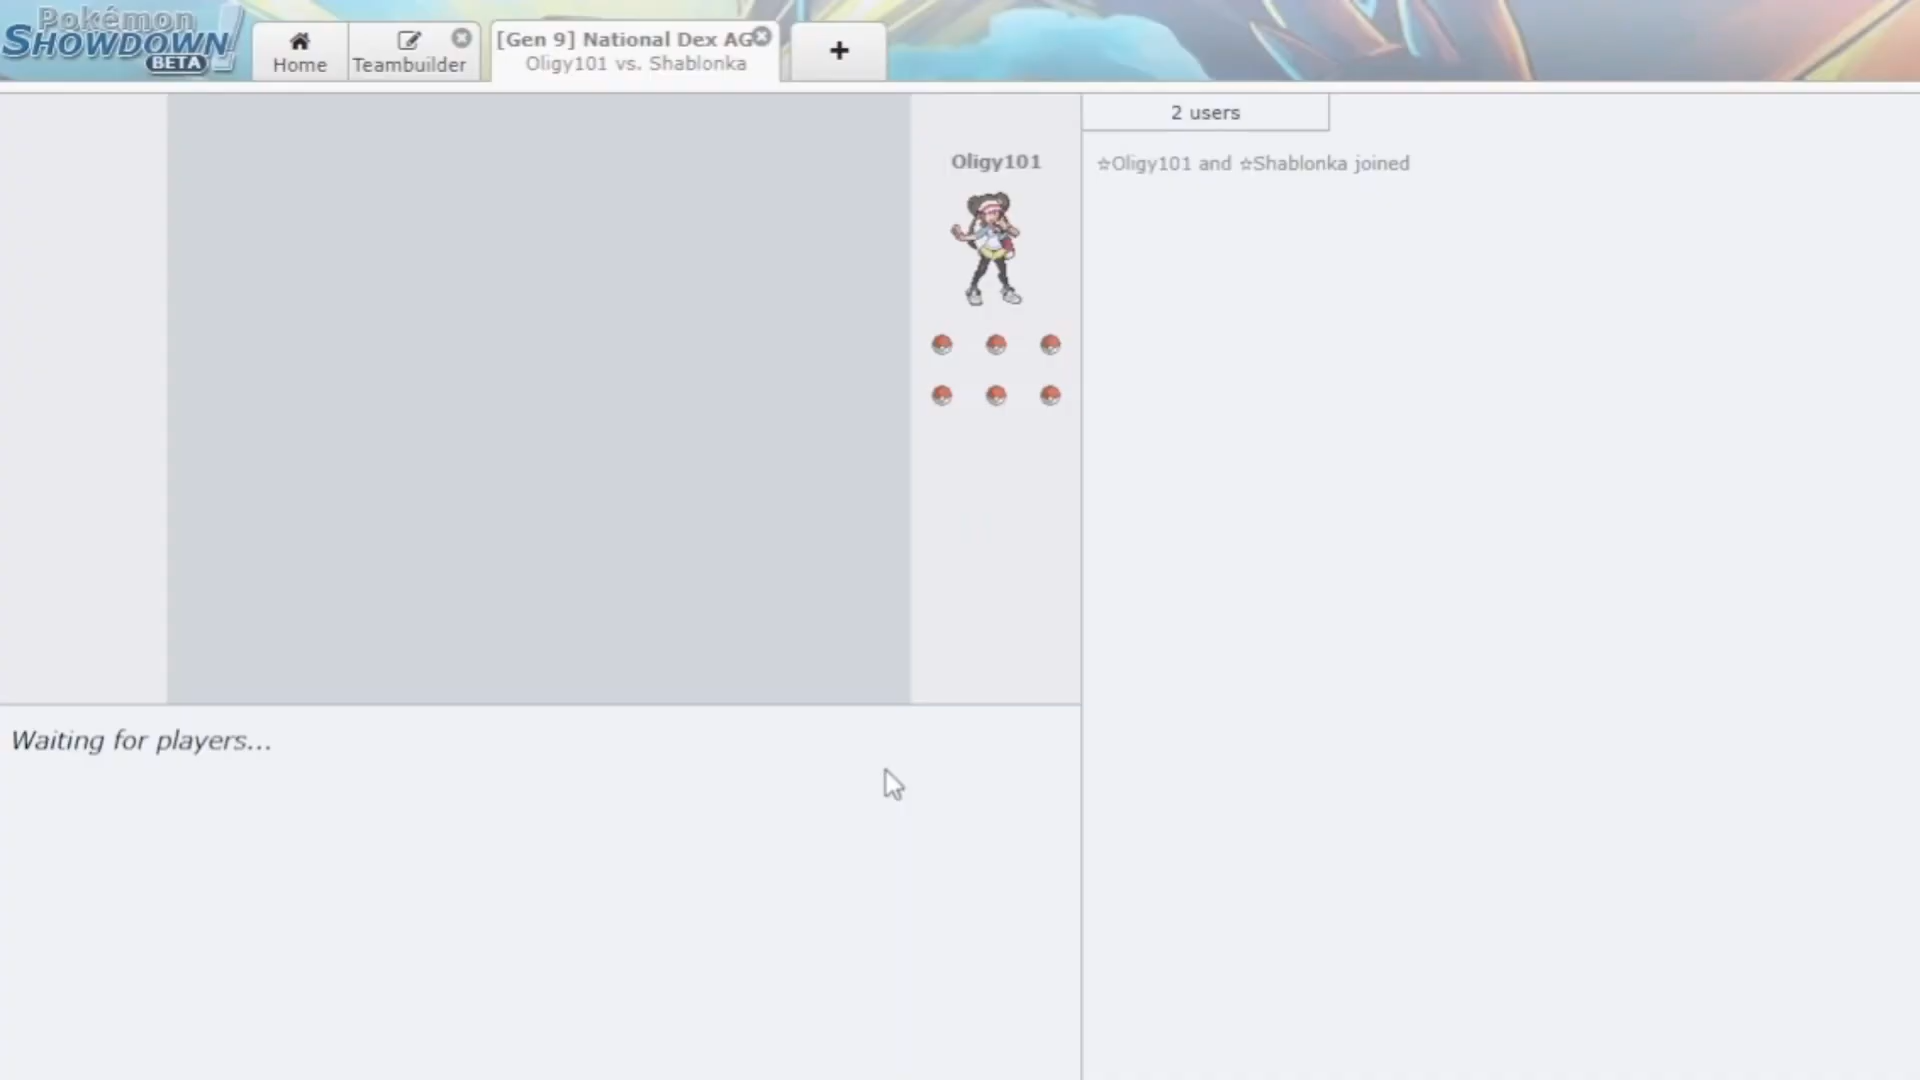 Pokémon
SHOWDOWN!
BETA
Home
Teambuilder
[Gen 9] National Dex AG
Oligy101 vs. Shablonka
+
2 users
Oligy101
☆Oligy101 and ☆Shablonka joined
Waiting for players...